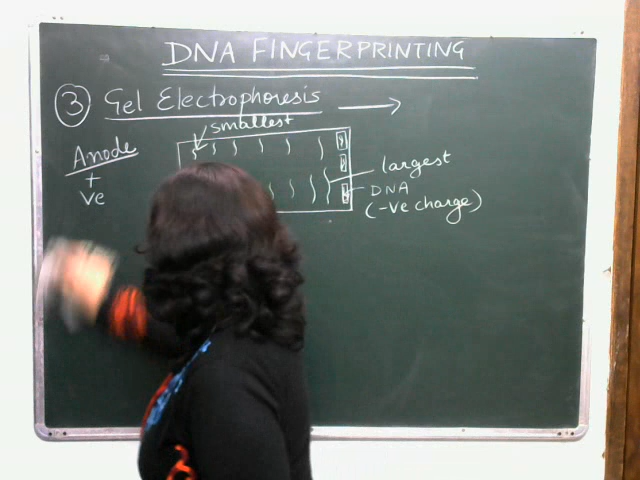 DNA FINGERPRINTING
③ Gel Electrophoresis →
smallest
Anode
+
ve
largest
DNA
(-ve charge)